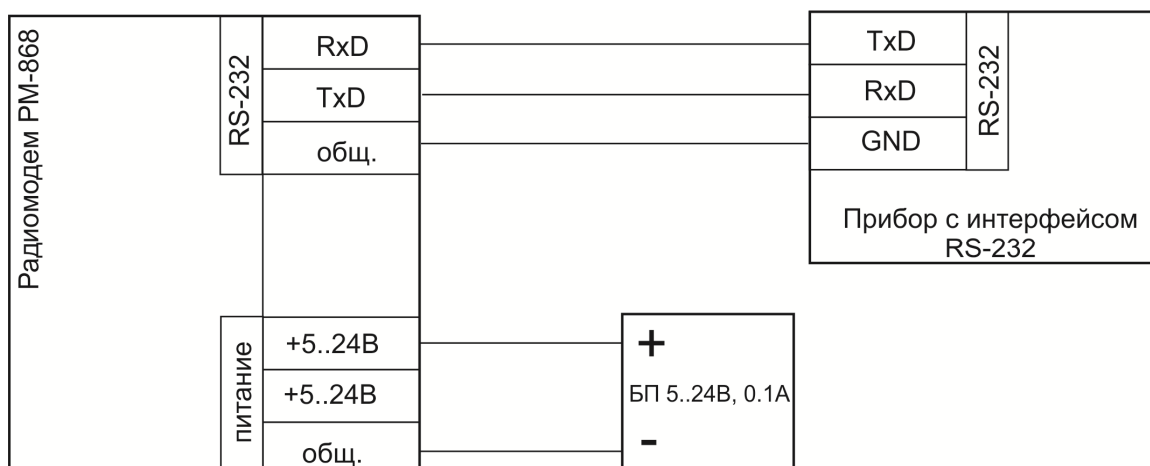 Радиомодем РМ-868
RS-232
RxD
TxD
общ.
TxD
RxD
GND
RS-232
Прибор с интерфейсом
RS-232
питание
+5..24В
+5..24В
общ.
+
БП 5..24В, 0.1А
-